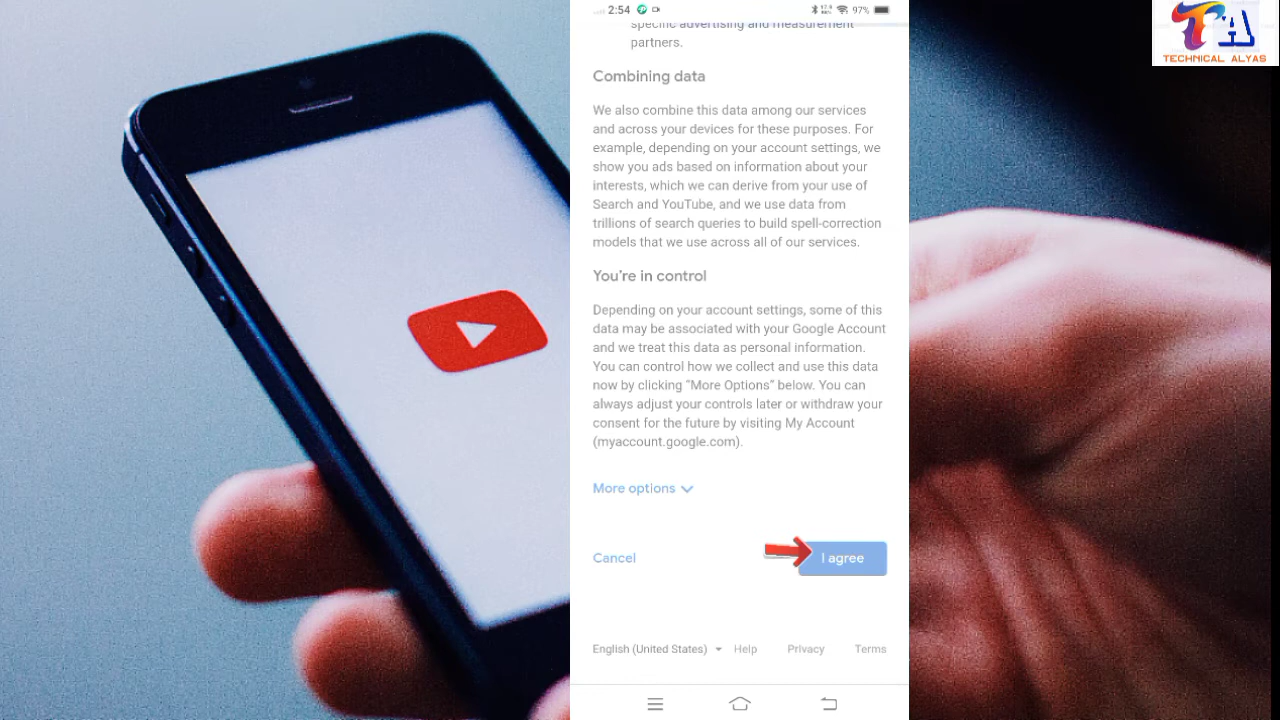 2:54
97%
TECHNICAL ALYAS
specific advertising and measurement
partners.
Combining data
We also combine this data among our services
and across your devices for these purposes. For
example, depending on your account settings, we
show you ads based on information about your
interests, which we can derive from your use of
Search and YouTube, and we use data from
trillions of search queries to build spell-correction
models that we use across all of our services.
You're in control
Depending on your account settings, some of this
data may be associated with your Google Account
and we treat this data as personal information.
You can control how we collect and use this data
now by clicking “More Options” below. You can
always adjust your controls later or withdraw your
consent for the future by visiting My Account
(myaccount.google.com).
More options
Cancel
I agree
English (United States)
Help
Privacy
Terms